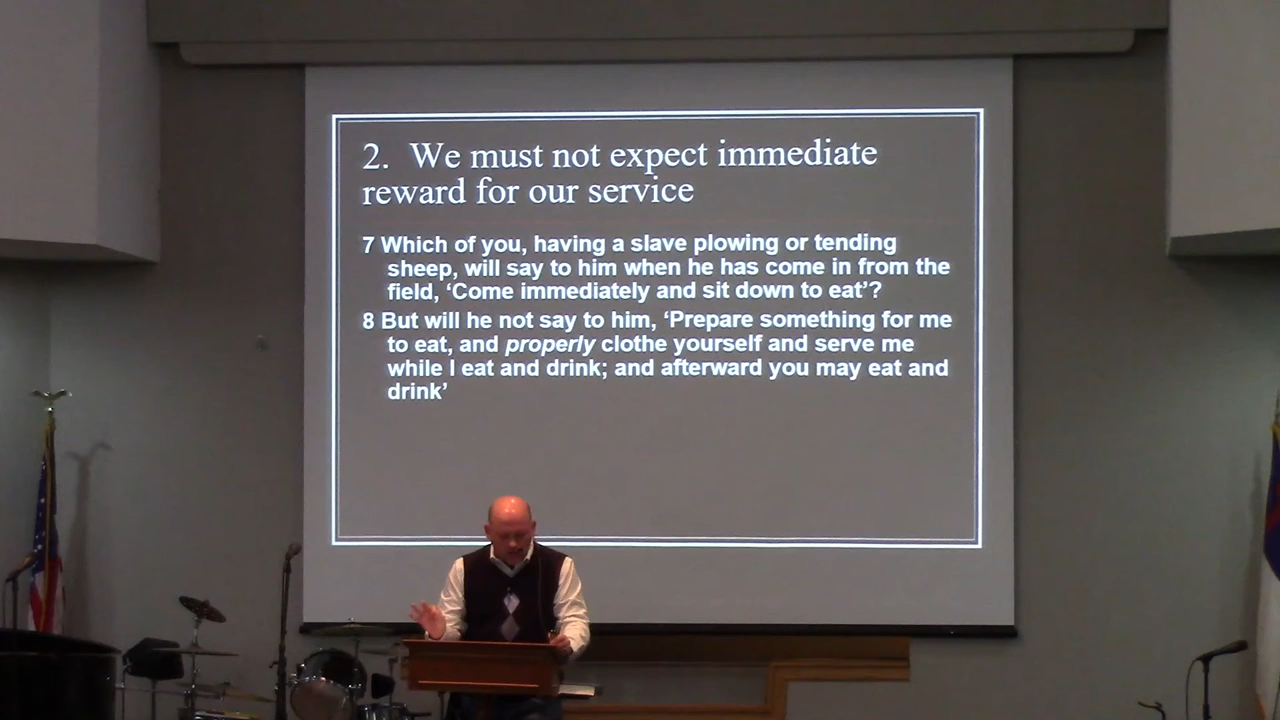 2. We must not expect immediate
reward for our service
7 Which of you, having a slave plowing or tending
sheep, will say to him when he has come in from the
field, ‘Come immediately and sit down to eat’?
8 But will he not say to him, ‘Prepare something for me
to eat, and properly clothe yourself and serve me
while I eat and drink; and afterward you may eat and
drink’